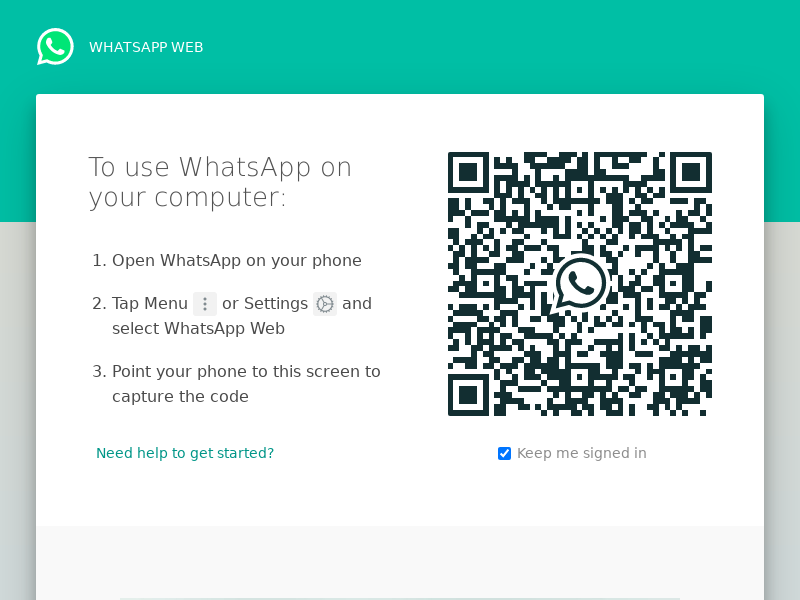 WHATSAPP WEB
To use WhatsApp on
your computer:
1. Open WhatsApp on your phone
2. Tap Menu or Settings and
select WhatsApp Web
3. Point your phone to this screen to
capture the code
Need help to get started?
Keep me signed in